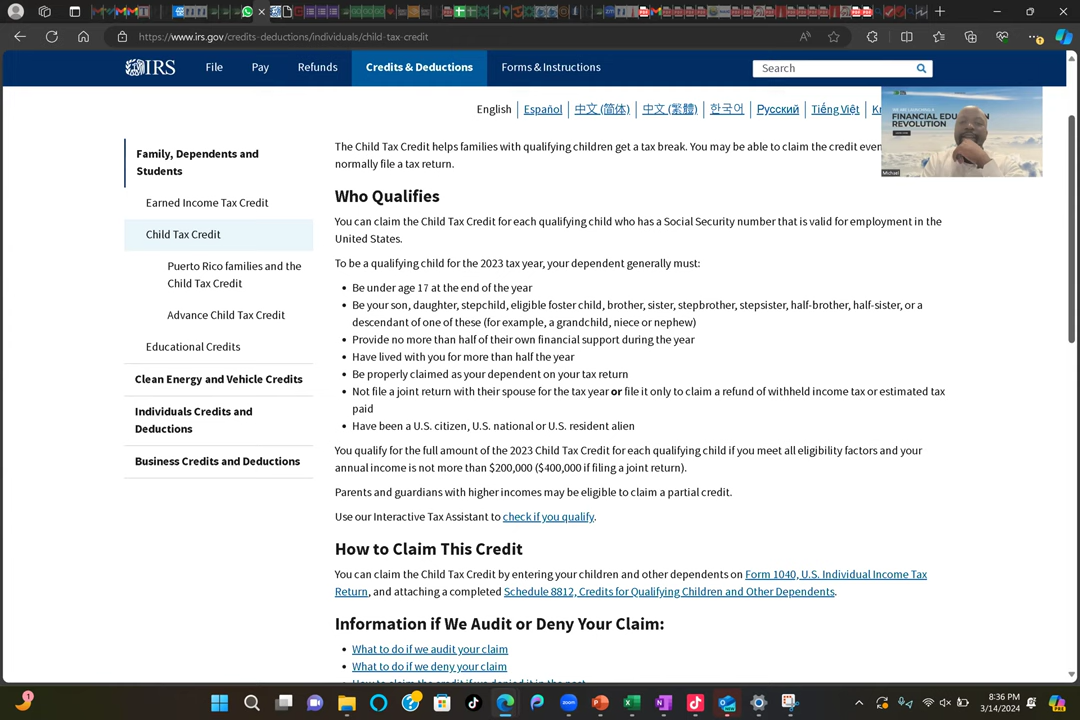 https://www.irs.gov/credits-deductions/individuals/child-tax-credit
IRS
File
Pay
Refunds
Credits & Deductions
Forms & Instructions
Search
English
Español
中文 (简体)
中文 (繁體)
한국어
Русский
Tiếng Việt
FINANCIAL EDU
REVOLUTION
Michael
Family, Dependents and
Students
Earned Income Tax Credit
Child Tax Credit
Puerto Rico families and the
Child Tax Credit
Advance Child Tax Credit
Educational Credits
Clean Energy and Vehicle Credits
Individuals Credits and
Deductions
Business Credits and Deductions
The Child Tax Credit helps families with qualifying children get a tax break. You may be able to claim the credit even
normally file a tax return.
Who Qualifies
You can claim the Child Tax Credit for each qualifying child who has a Social Security number that is valid for employment in the
United States.
To be a qualifying child for the 2023 tax year, your dependent generally must:
Be under age 17 at the end of the year
Be your son, daughter, stepchild, eligible foster child, brother, sister, stepbrother, stepsister, half-brother, half-sister, or a
descendant of one of these (for example, a grandchild, niece or nephew)
Provide no more than half of their own financial support during the year
Have lived with you for more than half the year
Be properly claimed as your dependent on your tax return
Not file a joint return with their spouse for the tax year or file it only to claim a refund of withheld income tax or estimated tax
paid
Have been a U.S. citizen, U.S. national or U.S. resident alien
You qualify for the full amount of the 2023 Child Tax Credit for each qualifying child if you meet all eligibility factors and your
annual income is not more than $200,000 ($400,000 if filing a joint return).
Parents and guardians with higher incomes may be eligible to claim a partial credit.
Use our Interactive Tax Assistant to check if you qualify.
How to Claim This Credit
You can claim the Child Tax Credit by entering your children and other dependents on Form 1040, U.S. Individual Income Tax
Return, and attaching a completed Schedule 8812, Credits for Qualifying Children and Other Dependents.
Information if We Audit or Deny Your Claim:
What to do if we audit your claim
What to do if we deny your claim
8:36 PM
3/14/2024